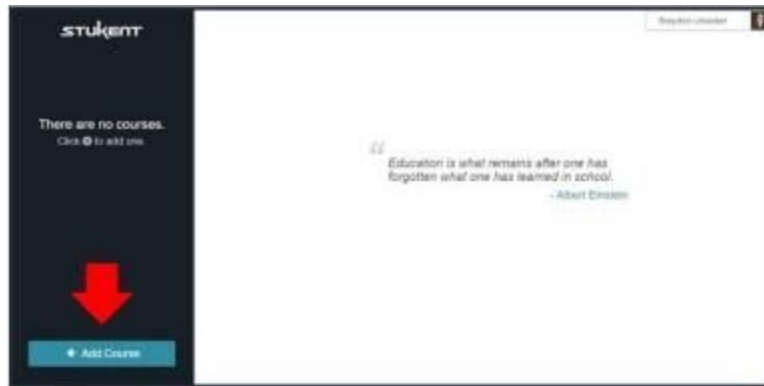 STUKENT
There are no courses.
Click to add one.
Education is what remains after one has
forgotten what one has learned in school.
- Albert Einstein
+ Add Course